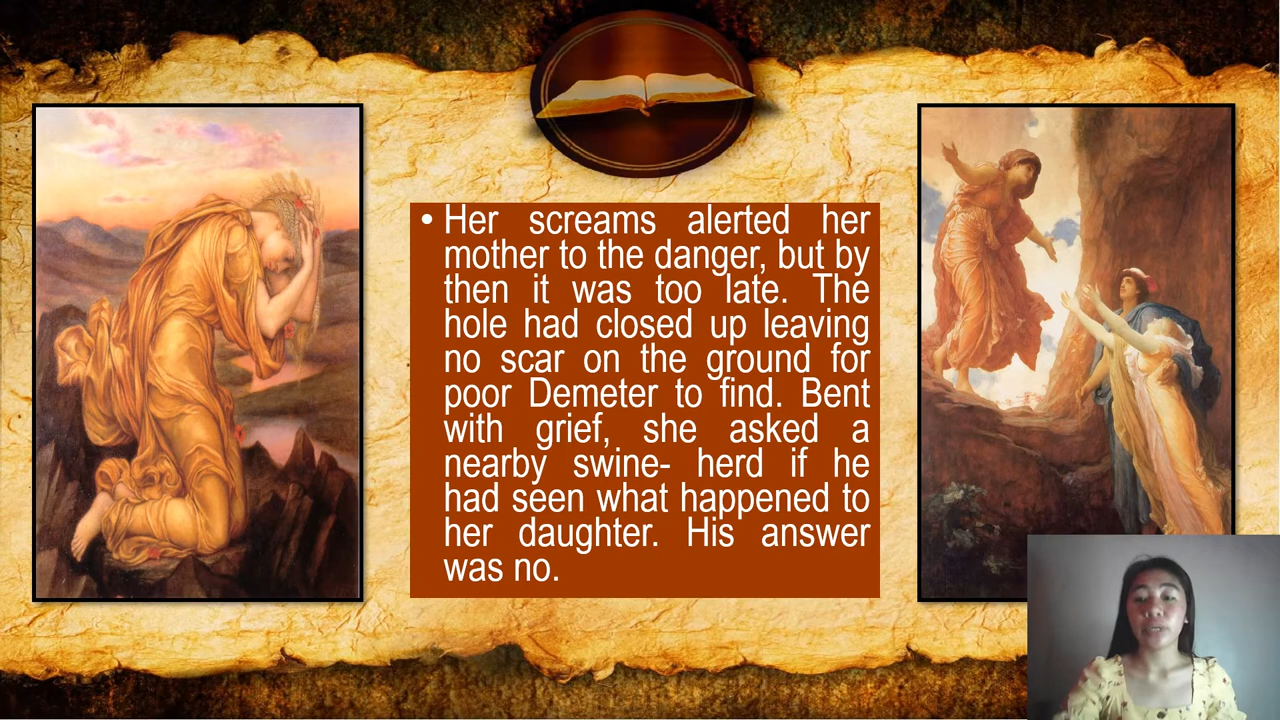 • Her screams alerted her
mother to the danger, but by
then it was too late. The
hole had closed up leaving
no scar on the ground for
poor Demeter to find. Bent
with grief, she asked a
nearby swine- herd if he
had seen what happened to
her daughter. His answer
was no.